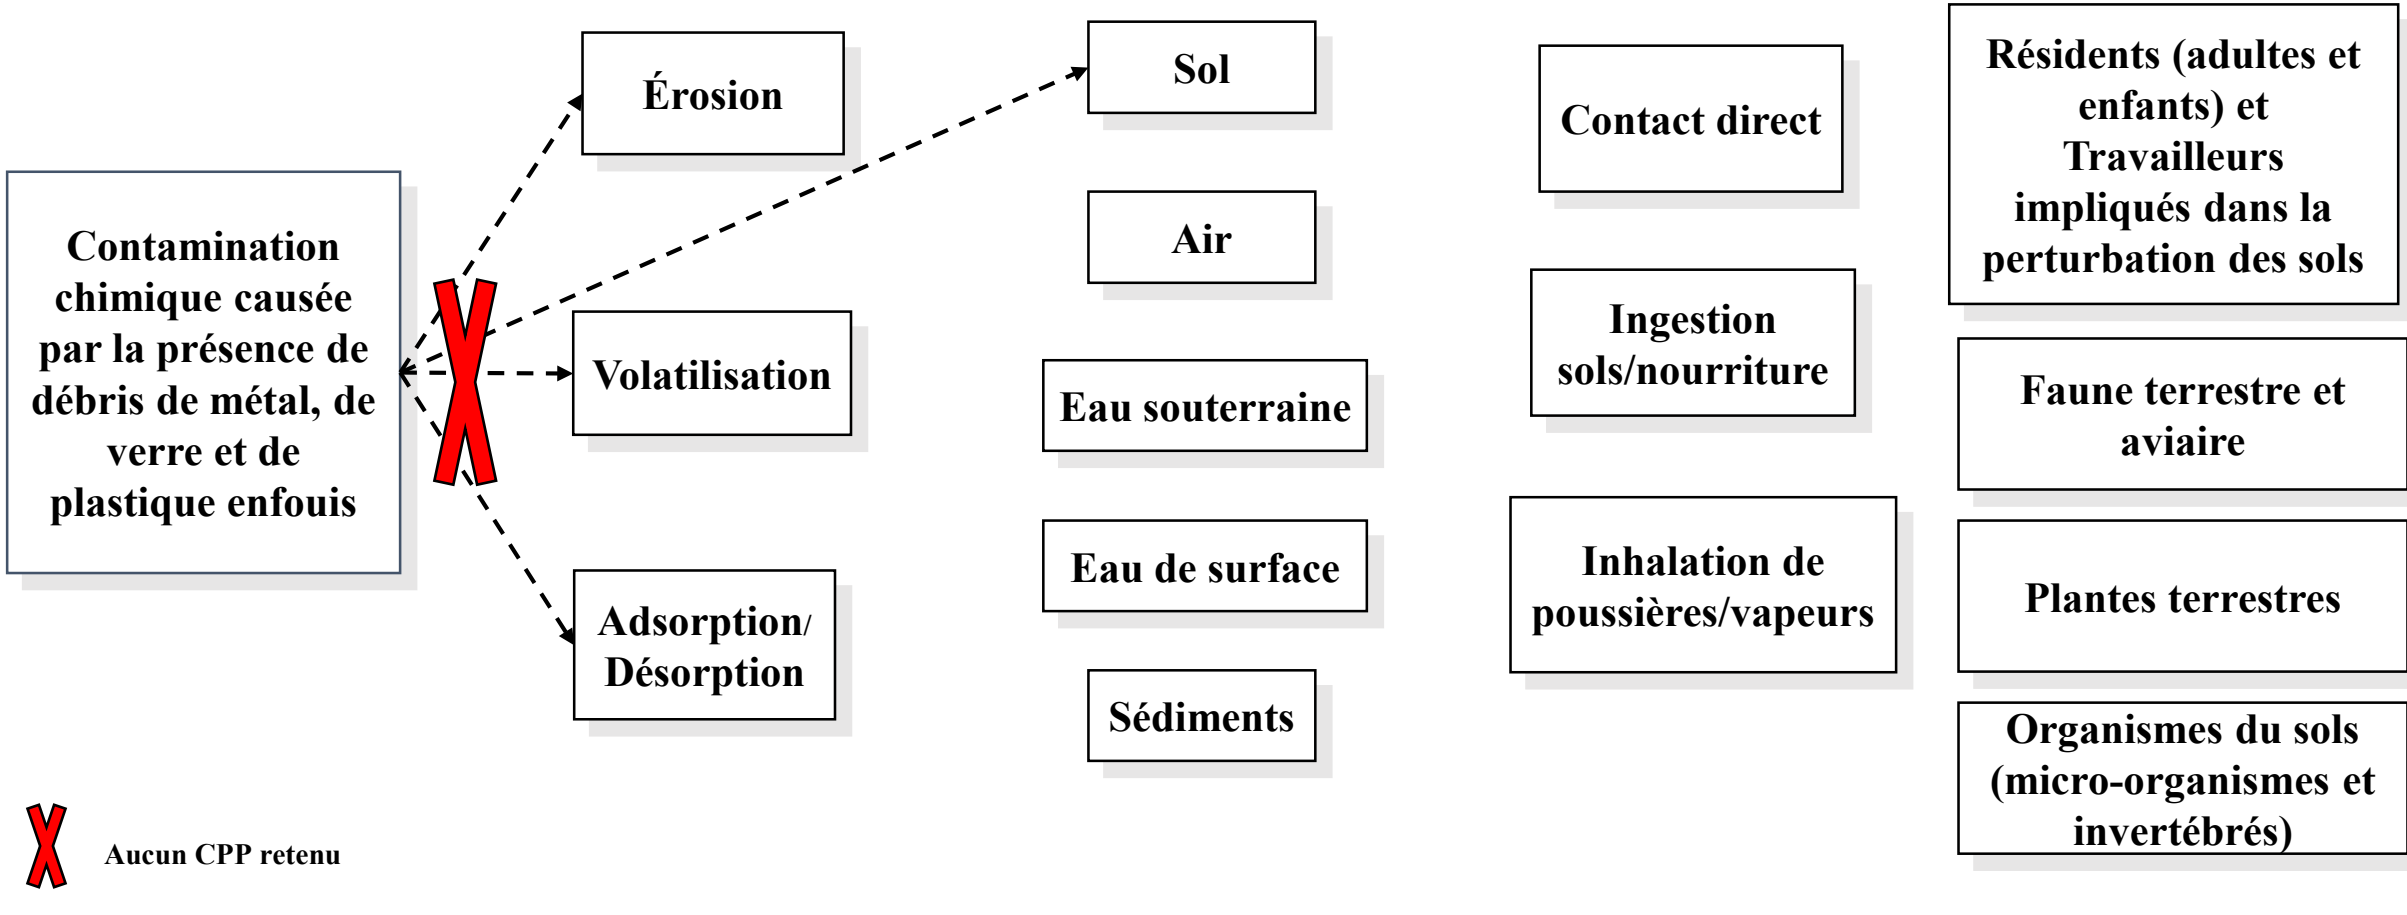 Contamination
chimique causée
par la présence de
débris de métal, de
verre et de
plastique enfouis
Érosion
Volatilisation
Adsorption/
Désorption
Sol
Air
Eau souterraine
Eau de surface
Sédiments
Contact direct
Ingestion
sols/nourriture
Inhalation de
poussières/vapeurs
Résidents (adultes et
enfants) et
Travailleurs
impliqués dans la
perturbation des sols
Faune terrestre et
aviaire
Plantes terrestres
Organismes du sols
(micro-organismes et
invertébrés)
Aucun CPP retenu